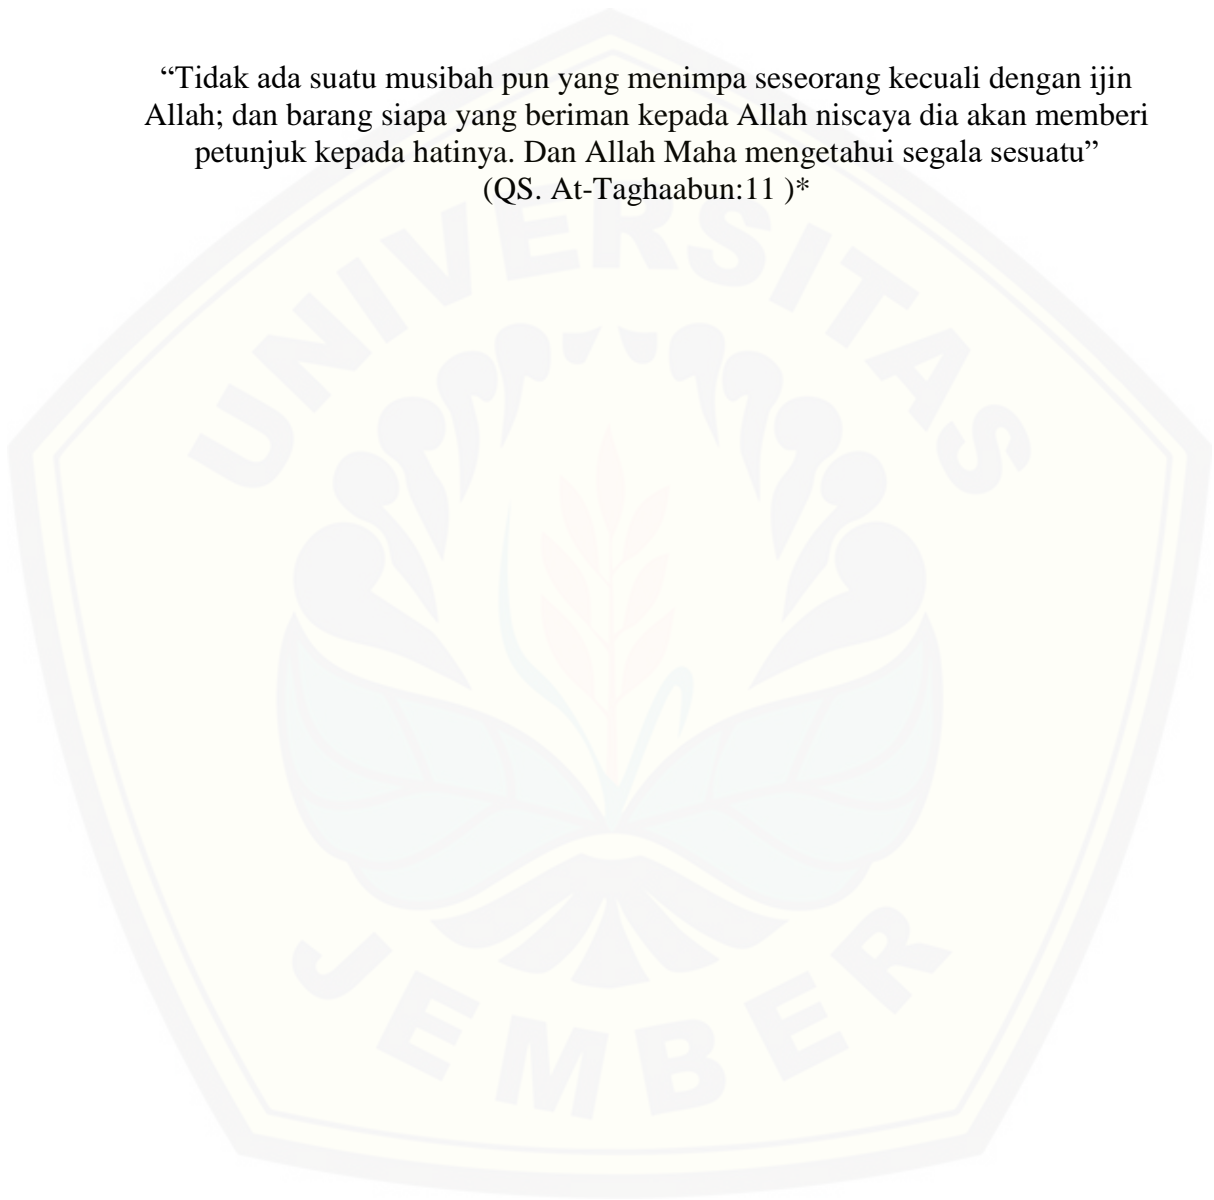 “Tidak ada suatu musibah pun yang menimpa seseorang kecuali dengan ijin
Allah; dan barang siapa yang beriman kepada Allah niscaya dia akan memberi
petunjuk kepada hatinya. Dan Allah Maha mengetahui segala sesuatu”
(QS. At-Taghaabun:11 )*
UNIVERSITAS
JEMBER